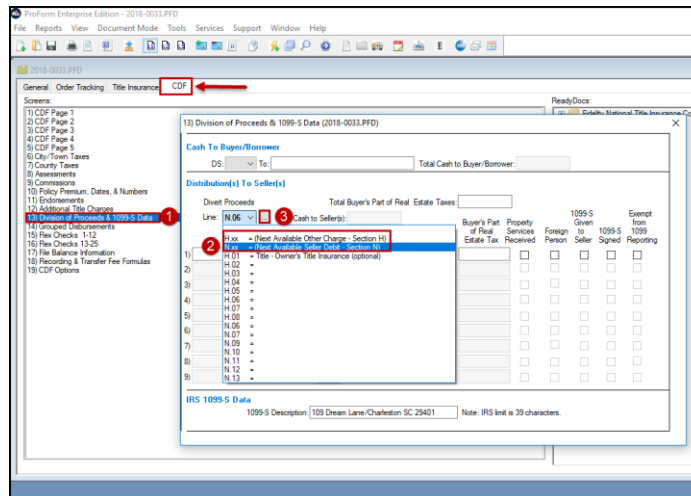 ProForm Enterprise Edition - 2018-0033.PFD
File Reports View Document Mode Tools Services Support Window Help
2018-0033.PFD
General Order Tracking Title Insurance CDF
Screens:
ReadyDocs:
1) CDF Page 1
2) CDF Page 2
3) CDF Page 3
4) CDF Page 4
5) CDF Page 5
6) City/Town Taxes
7) County Taxes
8) Assessments
9) Commissions
10) Policy Premium, Dates, & Numbers
11) Endorsements
12) Additional Title Charges
13) Division of Proceeds & 1099-S Data
14) Grouped Disbursements
15) Flex Checks 1-12
16) Flex Checks 13-25
17) File Balance Information
18) Recording & Transfer Fee Formulas
19) CDF Options
1
Fidelity National Title Insurance Co
13) Division of Proceeds & 1099-S Data (2018-0033.PFD)
Cash To Buyer/Borrower
DS: To: Total Cash to Buyer/Borrower:
Distribution(s) To Seller(s)
Divert Proceeds Total Buyer's Part of Real Estate Taxes:
Line: N.06 ... 3 Cash to Seller(s):
Buyer's Part of Real Estate Tax
Property Services Received
Foreign Person
1099-S Given to Seller
1099-S Signed
Exempt from 1099 Reporting
2
H.xx = (Next Available Other Charge - Section H)
N.xx = (Next Available Seller Debit - Section N)
H.01 = Title - Owner's Title Insurance (optional)
H.02 =
H.03 =
H.04 =
H.05 =
H.06 =
H.07 =
H.08 =
N.06 =
N.07 =
N.09 =
N.10 =
N.11 =
N.12 =
N.13 =
1)
2)
3)
4)
5)
6)
7)
8)
9)
IRS 1099-S Data
1099-S Description: 109 Dream Lane/Charleston SC 29401 Note: IRS limit is 39 characters.